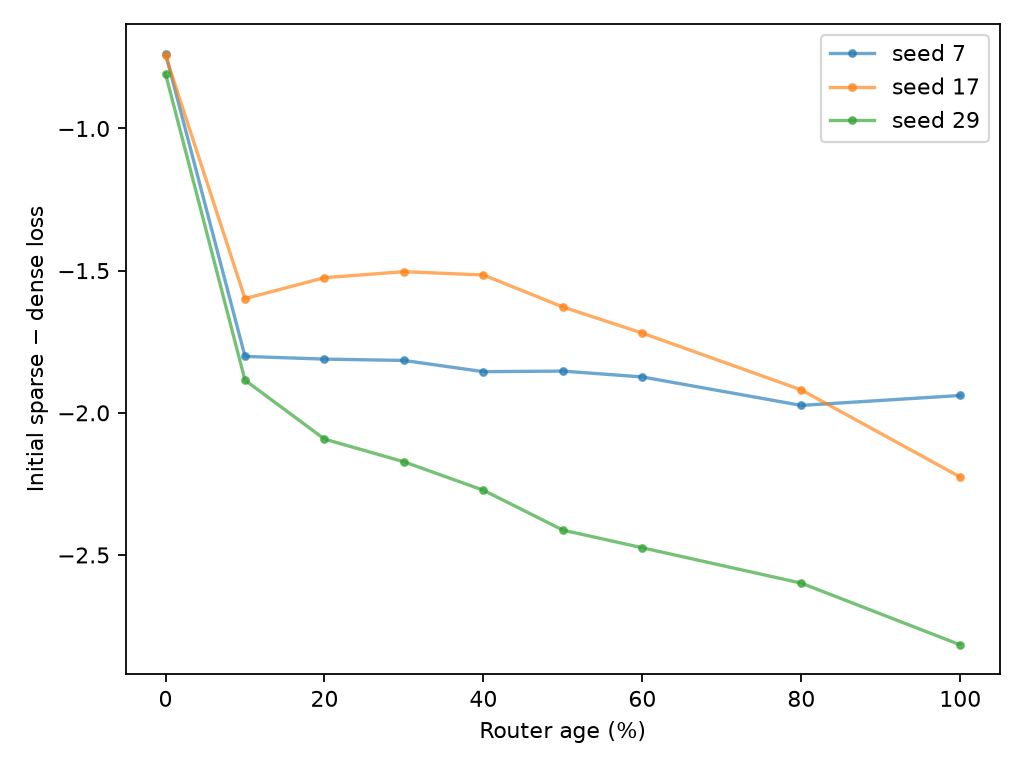 seed 7
seed 17
seed 29
−1.0
−1.5
−2.0
−2.5
Initial sparse − dense loss
0 20 40 60 80 100
Router age (%)